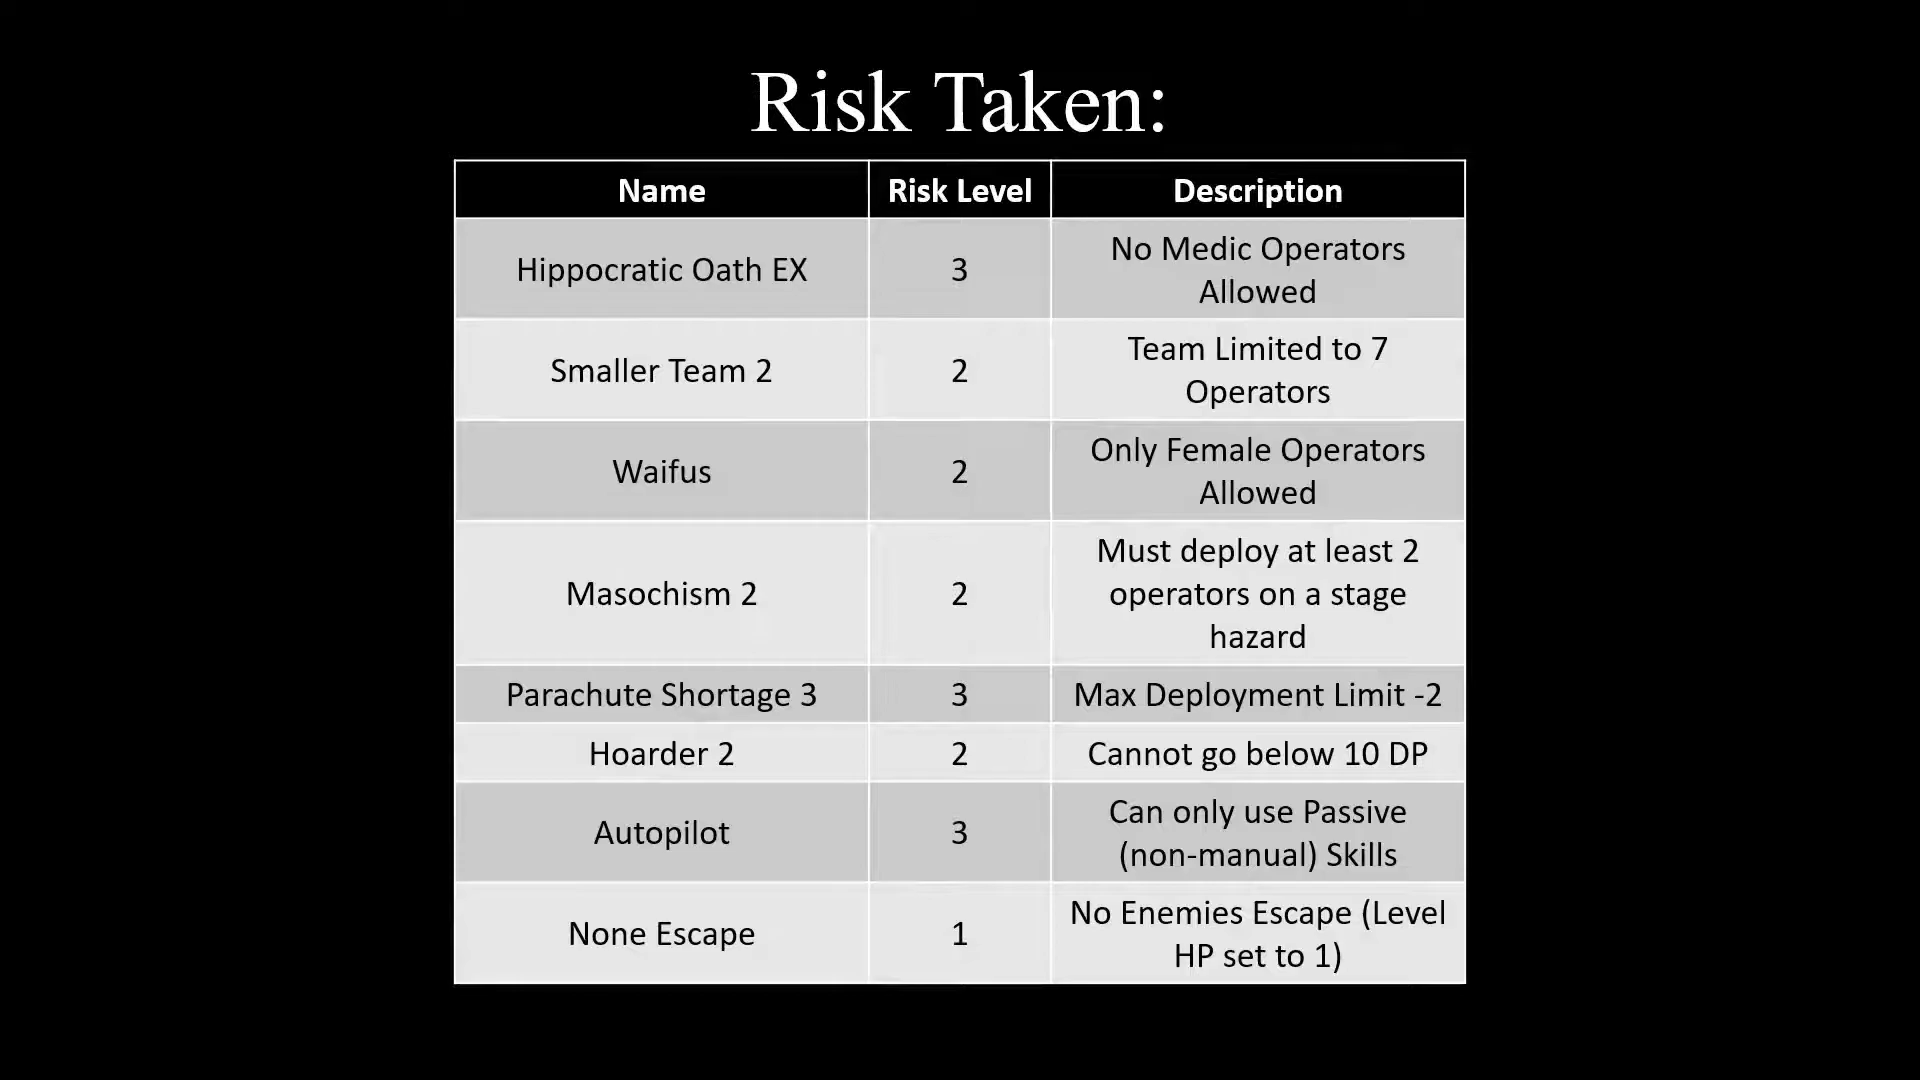 Risk Taken:
Name
Risk Level
Description
Hippocratic Oath EX
3
No Medic Operators
Allowed
Smaller Team 2
2
Team Limited to 7
Operators
Waifus
2
Only Female Operators
Allowed
Masochism 2
2
Must deploy at least 2
operators on a stage
hazard
Parachute Shortage 3
3
Max Deployment Limit -2
Hoarder 2
2
Cannot go below 10 DP
Autopilot
3
Can only use Passive
(non-manual) Skills
None Escape
1
No Enemies Escape (Level
HP set to 1)